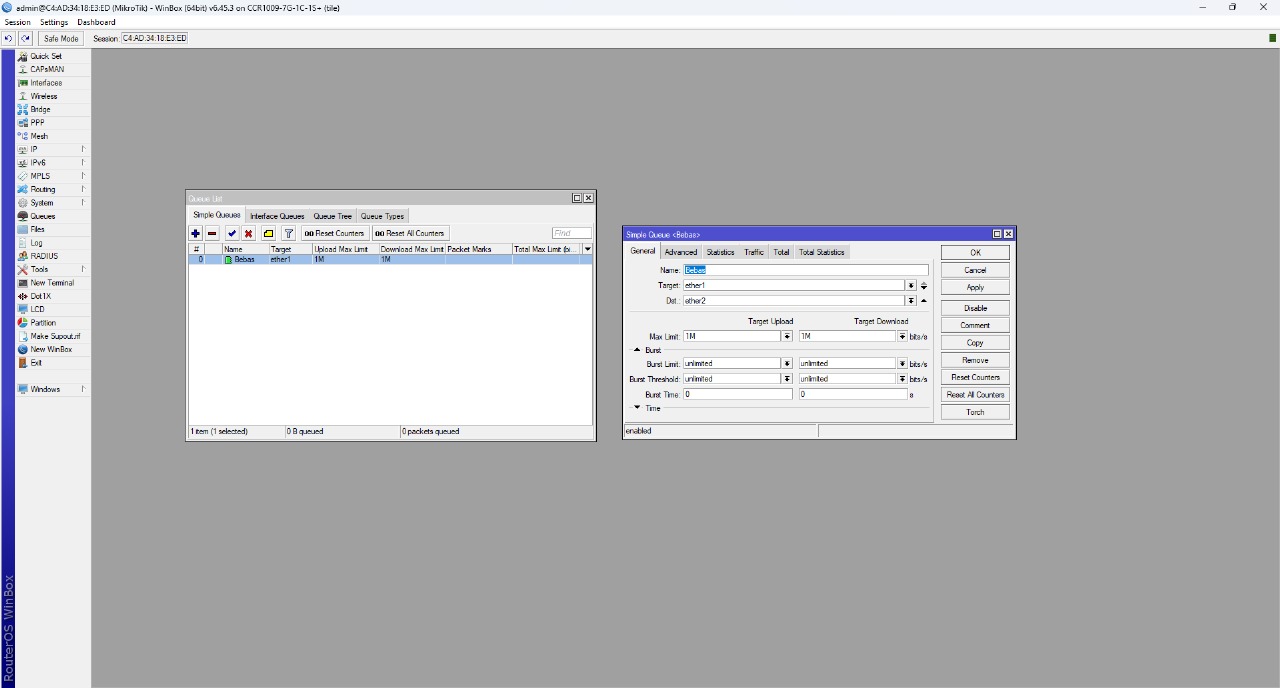 admin@C4:AD:34:18:E3:ED (MikroTik) - WinBox (64bit) v6.45.3 on CCR1009-7G-1C-1S+ (tile)
Session Settings Dashboard
Safe Mode Session: C4:AD:34:18:E3:ED
Quick Set
CAPsMAN
Interfaces
Wireless
Bridge
PPP
Mesh
IP
IPv6
MPLS
Routing
System
Queues
Files
Log
RADIUS
Tools
New Terminal
Dot1X
LCD
Partition
Make Supout.rif
New WinBox
Exit
Windows
RouterOS WinBox
Queue List
Simple Queues Interface Queues Queue Tree Queue Types
00 Reset Counters 00 Reset All Counters Find
# Name Target Upload Max Limit Download Max Limit Packet Marks Total Max Limit (bi...
0 Bebas ether1 1M 1M
1 item (1 selected) 0 B queued 0 packets queued
Simple Queue <Bebas>
General Advanced Statistics Traffic Total Total Statistics
Name: Bebas
Target: ether1
Dst.: ether2
Target Upload Target Download
Max Limit: 1M 1M bits/s
Burst
Burst Limit: unlimited unlimited bits/s
Burst Threshold: unlimited unlimited bits/s
Burst Time: 0 0 s
Time
enabled
OK
Cancel
Apply
Disable
Comment
Copy
Remove
Reset Counters
Reset All Counters
Torch